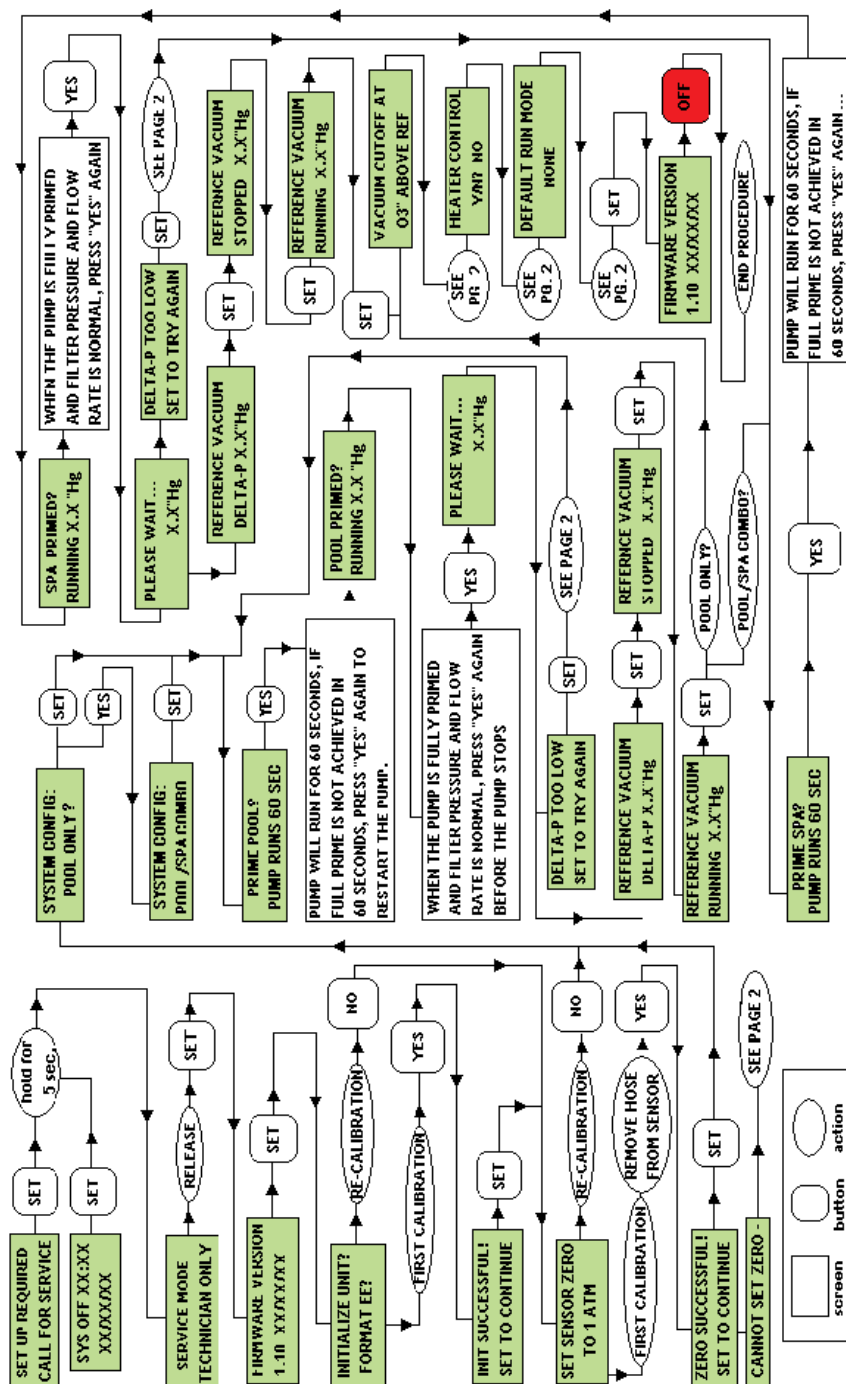 SET UP REQUIRED
CALL FOR SERVICE
SET
hold for
5 sec.
SYS OFF XX:XX
XX/XX/XX
SET
SERVICE MODE
TECHNICIAN ONLY
RELEASE
SET
FIRMWARE VERSION
1.10 XX/XX/XX
SET
INITIALIZE UNIT?
FORMAT EE?
RE-CALIBRATION
NO
FIRST CALIBRATION
YES
INIT SUCCESSFUL!
SET TO CONTINUE
SET
SET SENSOR ZERO
TO 1 ATM
RE-CALIBRATION
NO
FIRST CALIBRATION
REMOVE HOSE
FROM SENSOR
YES
ZERO SUCCESSFUL!
SET TO CONTINUE
SET
CANNOT SET ZERO -
SEE PAGE 2
screen
button
action
SYSTEM CONFIG:
POOL ONLY?
SET
YES
SYSTEM CONFIG:
POOL/SPA COMBO
SET
PRIME POOL?
PUMP RUNS 60 SEC
YES
PUMP WILL RUN FOR 60 SECONDS, IF
FULL PRIME IS NOT ACHIEVED IN
60 SECONDS, PRESS "YES" AGAIN TO
RESTART THE PUMP.
POOL PRIMED?
RUNNING X.X "Hg
WHEN THE PUMP IS FULLY PRIMED
AND FILTER PRESSURE AND FLOW
RATE IS NORMAL, PRESS "YES" AGAIN
BEFORE THE PUMP STOPS
YES
PLEASE WAIT...
X.X"Hg
DELTA-P TOO LOW
SET TO TRY AGAIN
SET
SEE PAGE 2
REFERENCE VACUUM
DELTA-P X.X"Hg
SET
REFERNCE VACUUM
STOPPED X.X"Hg
SET
REFERENCE VACUUM
RUNNING X.X"Hg
SET
POOL ONLY?
POOL/SPA COMBO?
PRIME SPA?
PUMP RUNS 60 SEC
YES
PUMP WILL RUN FOR 60 SECONDS, IF
FULL PRIME IS NOT ACHIEVED IN
60 SECONDS, PRESS "YES" AGAIN...
SPA PRIMED?
RUNNING X.X "Hg
WHEN THE PUMP IS FULLY PRIMED
AND FILTER PRESSURE AND FLOW
RATE IS NORMAL, PRESS "YES" AGAIN
YES
PLEASE WAIT...
X.X"Hg
DELTA-P TOO LOW
SET TO TRY AGAIN
SET
SEE PAGE 2
REFERENCE VACUUM
DELTA-P X.X"Hg
SET
REFERENCE VACUUM
STOPPED X.X"Hg
SET
REFERENCE VACUUM
RUNNING X.X"Hg
SET
VACUUM CUTOFF AT
03" ABOVE REF
SEE
PG. 2
HEATER CONTROL
Y/N? NO
SEE
PG. 2
DEFAULT RUN MODE
NONE
SEE
PG. 2
SET
FIRMWARE VERSION
1.10 XX/XX/XX
OFF
END PROCEDURE